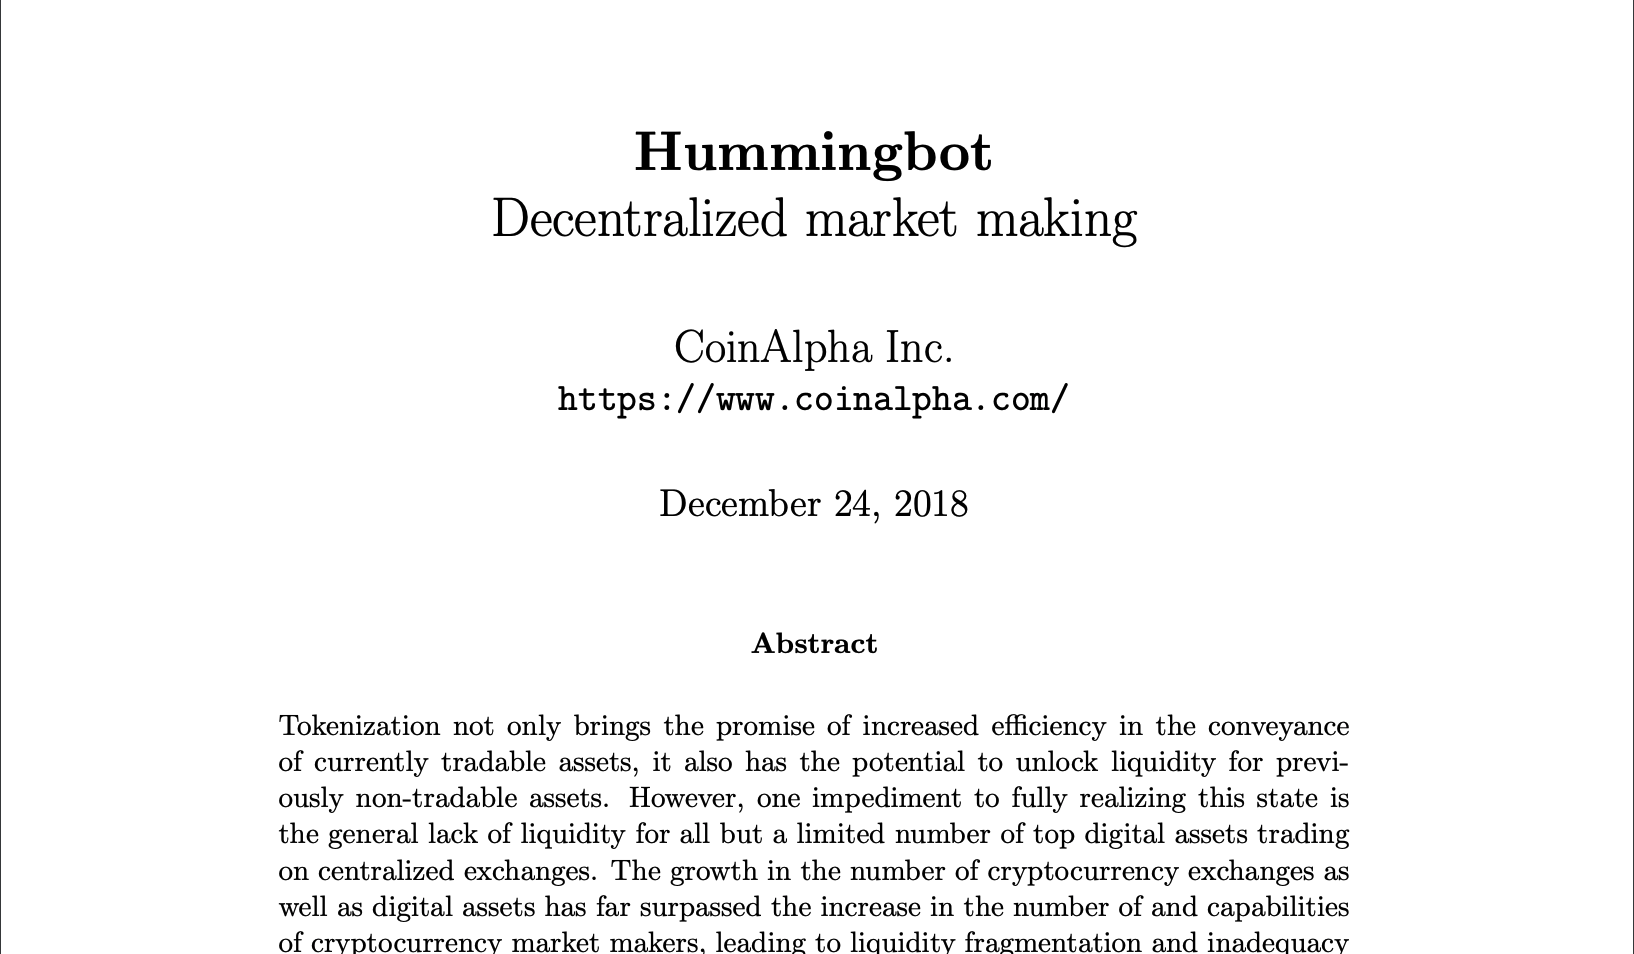 Hummingbot
Decentralized market making
CoinAlpha Inc.
https://www.coinalpha.com/
December 24, 2018
Abstract
Tokenization not only brings the promise of increased efficiency in the conveyance
of currently tradable assets, it also has the potential to unlock liquidity for previ-
ously non-tradable assets. However, one impediment to fully realizing this state is
the general lack of liquidity for all but a limited number of top digital assets trading
on centralized exchanges. The growth in the number of cryptocurrency exchanges as
well as digital assets has far surpassed the increase in the number of and capabilities
of cryptocurrency market makers, leading to liquidity fragmentation and inadequacy